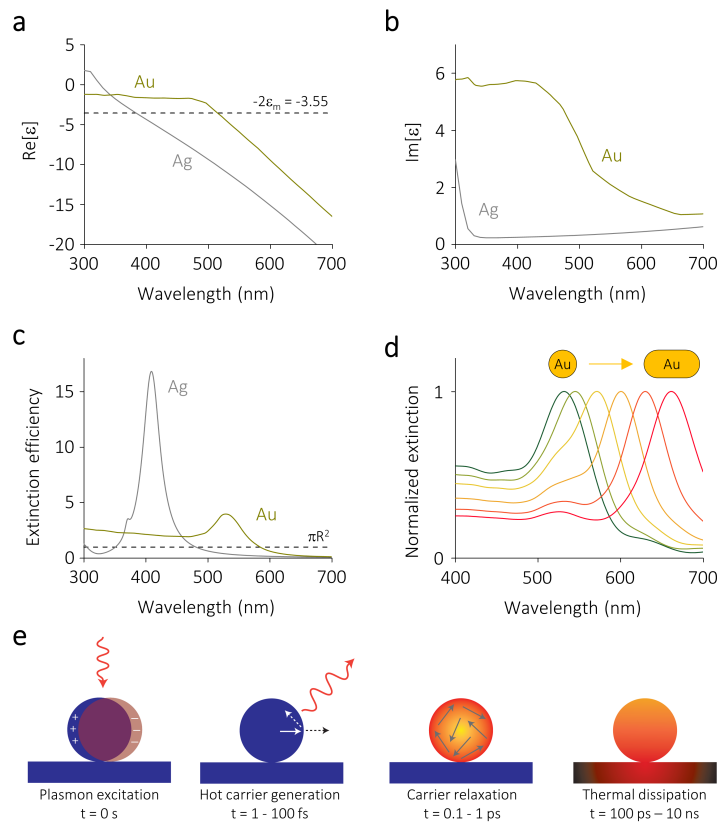 a
5
0
-5
-10
-15
-20
Re[ε]
Au
-2εm = -3.55
Ag
300 400 500 600 700
Wavelength (nm)
b
6
4
2
0
Im[ε]
Au
Ag
300 400 500 600 700
Wavelength (nm)
c
15
10
5
0
Extinction efficiency
Ag
Au
πR²
300 400 500 600 700
Wavelength (nm)
d
Au Au
1
Normalized extinction
400 500 600 700
Wavelength (nm)
e
+ + +
− − −
Plasmon excitation
t = 0 s
Hot carrier generation
t = 1 - 100 fs
Carrier relaxation
t = 0.1 - 1 ps
Thermal dissipation
t = 100 ps – 10 ns